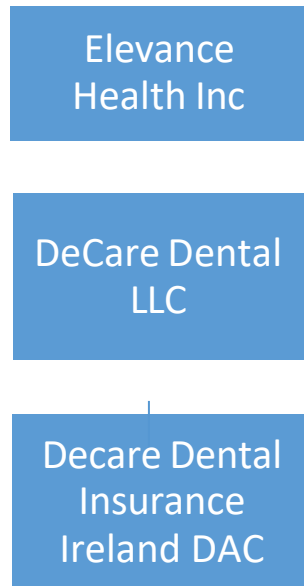 Elevance
Health Inc
DeCare Dental
LLC
Decare Dental
Insurance
Ireland DAC